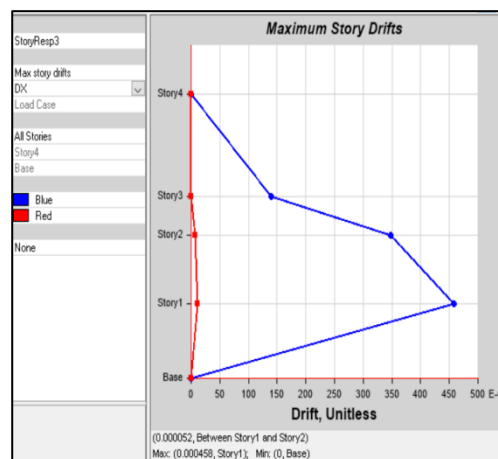 StoryResp3
Max story drifts
DX
Load Case
All Stories
Story4
Base
Blue
Red
None
Maximum Story Drifts
Story4
Story3
Story2
Story1
Base
0 50 100 150 200 250 300 350 400 450 500 E-
Drift, Unitless
(0.000052, Between Story1 and Story2)
Max: (0.000458, Story1); Min: (0, Base)